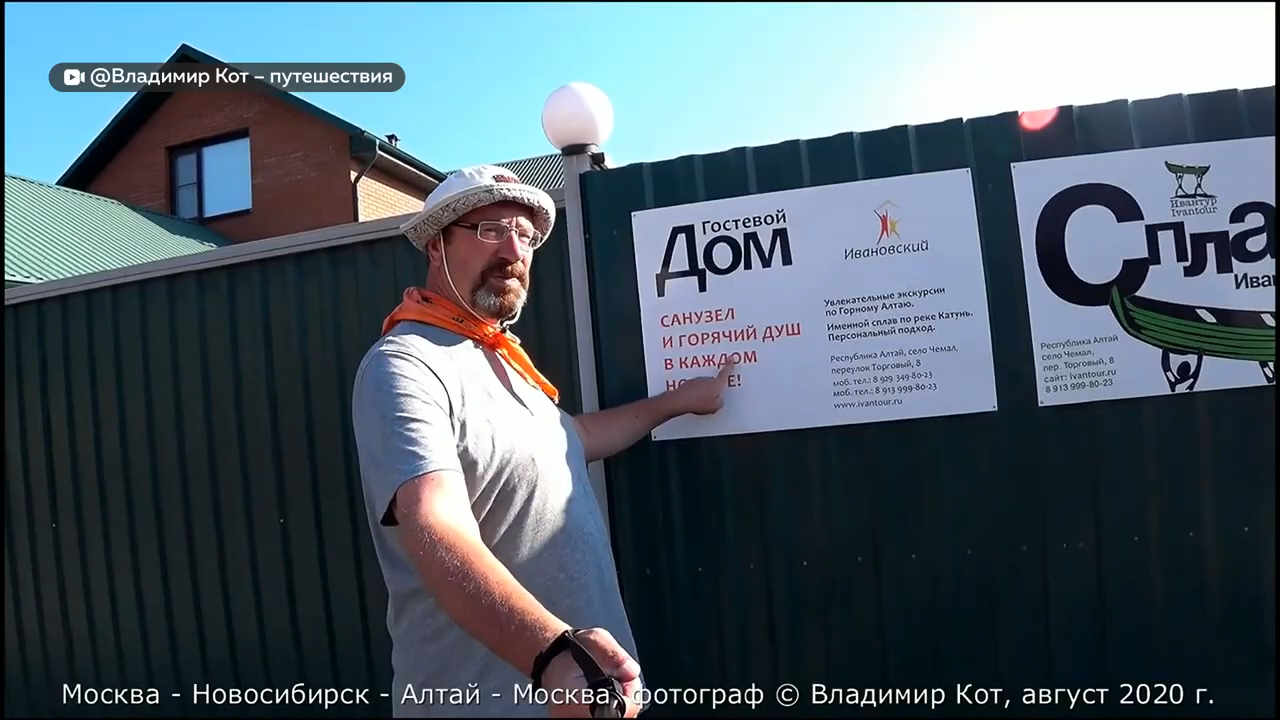 @Владимир Кот – путешествия
Гостевой
Дом
Ивановский
САНУЗЕЛ
И ГОРЯЧИЙ ДУШ
В КАЖДОМ
Увлекательные экскурсии
по Горному Алтаю.
Именной сплав по реке Катунь.
Персональный подход.
Республика Алтай, село Чемал,
переулок Торговый, 8
моб. тел.: 8 929 349-80-23
моб. тел.: 8 913 999-80-23
www.ivantour.ru
Ивантур
Ivantour
Спла
Иван
Республика Алтай
село Чемал,
пер. Торговый, 8
сайт: ivantour.ru
8 913 999-80-23
Москва - Новосибирск - Алтай - Москва, фотограф © Владимир Кот, август 2020 г.